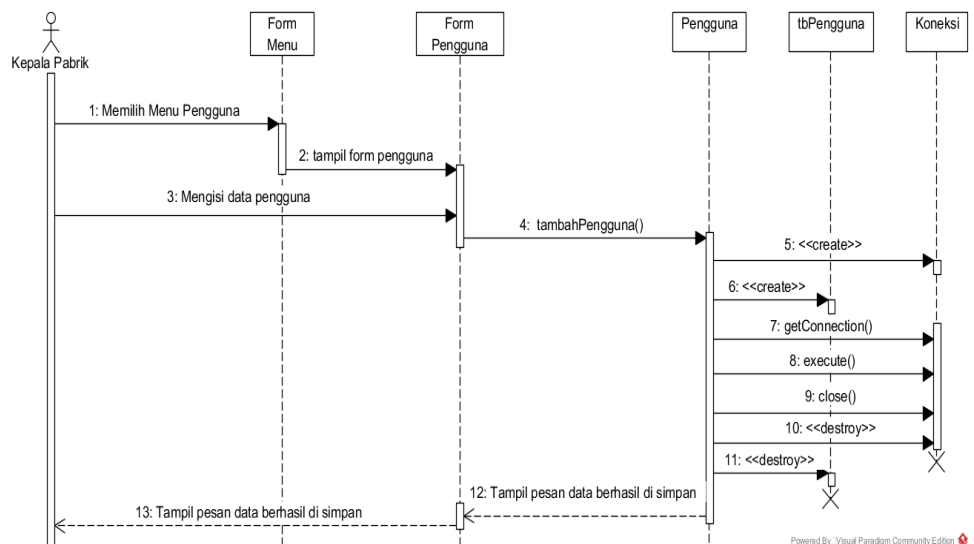 Form
Menu
Form
Pengguna
Pengguna
tbPengguna
Koneksi
Kepala Pabrik
1: Memilih Menu Pengguna
2: tampil form pengguna
3: Mengisi data pengguna
4: tambahPengguna()
5: <<create>>
6: <<create>>
7: getConnection()
8: execute()
9: close()
10: <<destroy>>
11: <<destroy>>
12: Tampil pesan data berhasil di simpan
13: Tampil pesan data berhasil di simpan
Powered By Visual Paradigm Community Edition